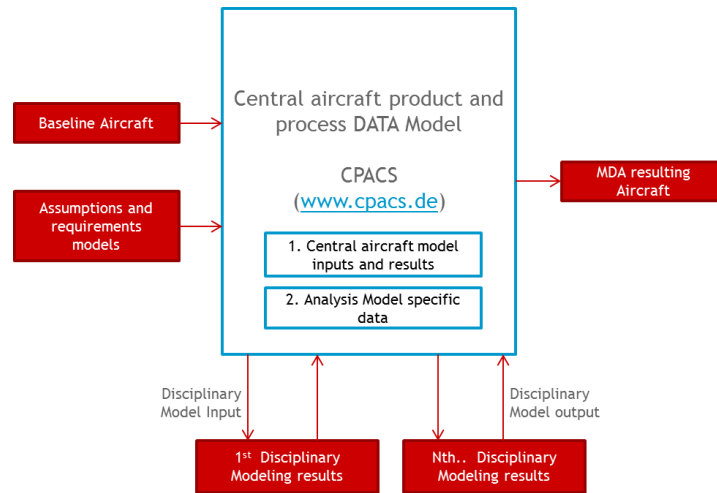 Central aircraft product and
process DATA Model
CPACS
(www.cpacs.de)
1. Central aircraft model
inputs and results
2. Analysis Model specific
data
Baseline Aircraft
Assumptions and
requirements
models
MDA resulting
Aircraft
Disciplinary
Model Input
Disciplinary
Model output
1st Disciplinary
Modeling results
Nth.. Disciplinary
Modeling results